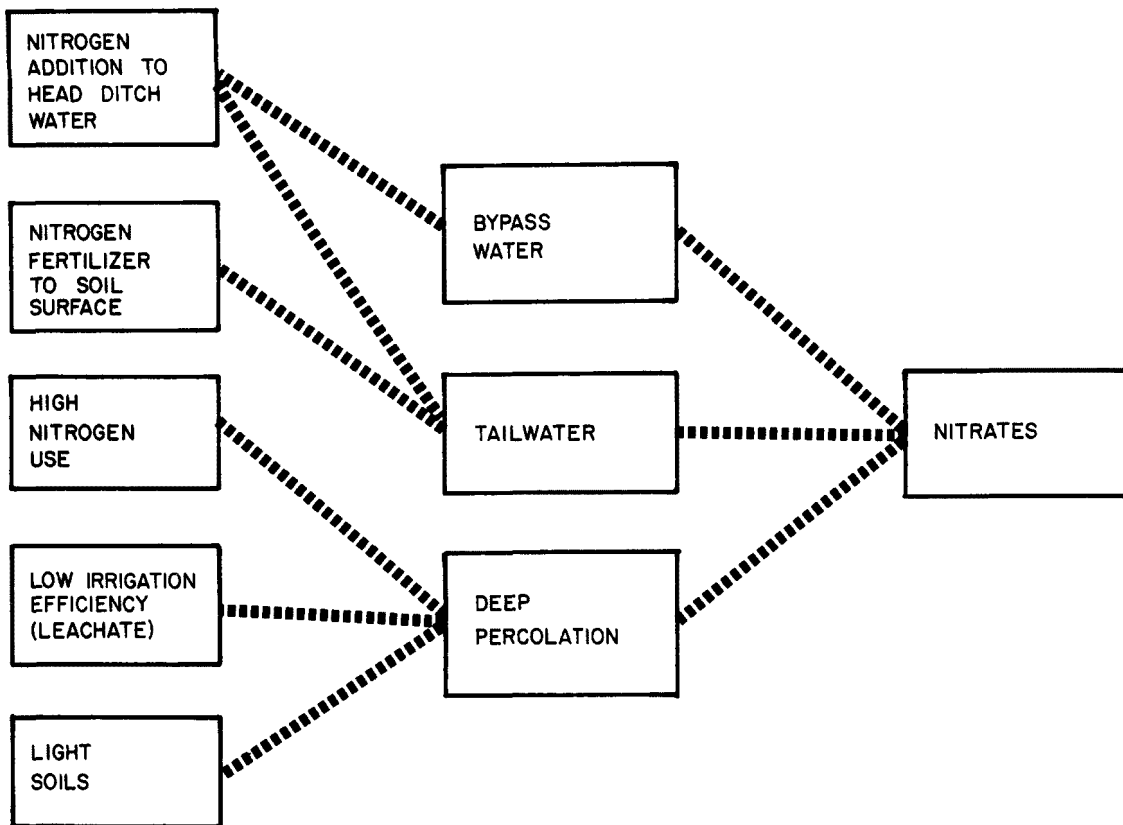 NITROGEN
ADDITION TO
HEAD DITCH
WATER
NITROGEN
FERTILIZER
TO SOIL
SURFACE
HIGH
NITROGEN
USE
LOW IRRIGATION
EFFICIENCY
(LEACHATE)
LIGHT
SOILS
BYPASS
WATER
TAILWATER
DEEP
PERCOLATION
NITRATES